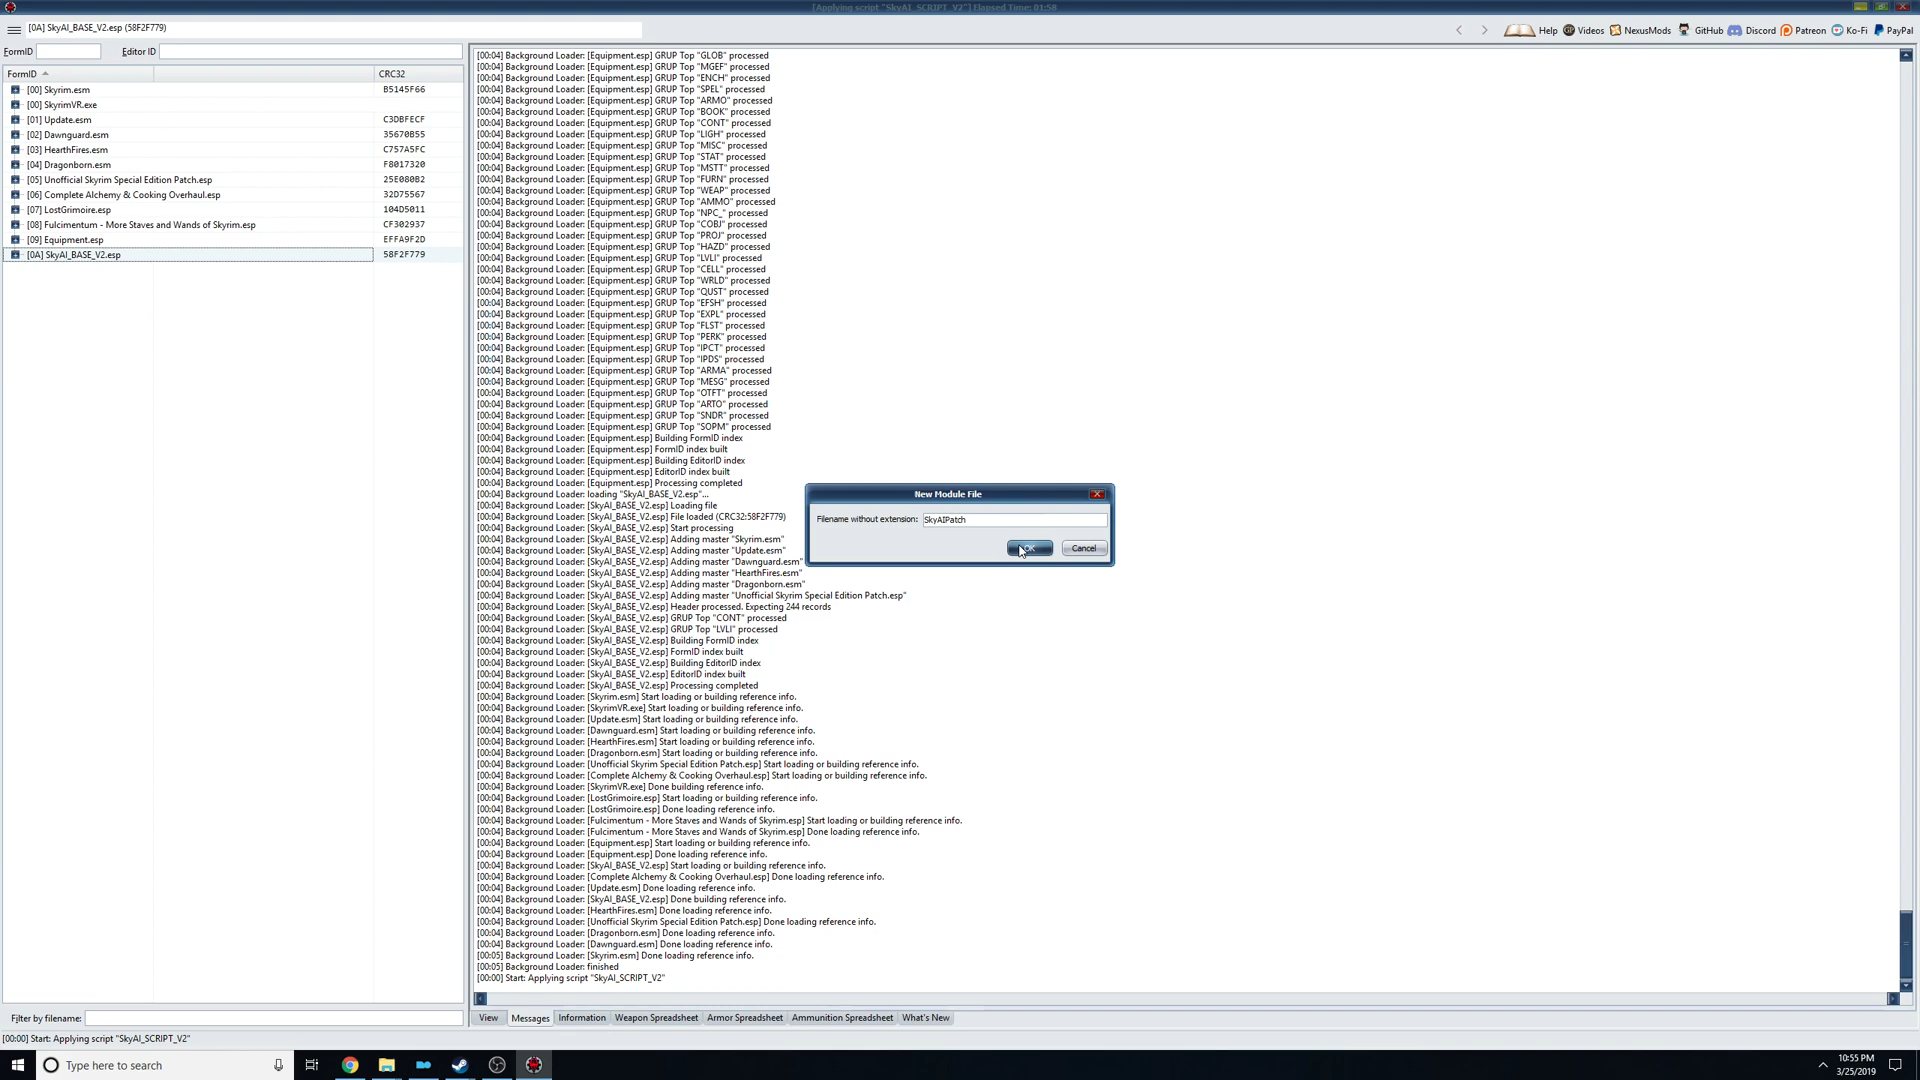 [Applying script "SkyAI_SCRIPT_V2"] Elapsed Time: 01:58
[0A] SkyAI_BASE_V2.esp (58F2F779)
Help Videos NexusMods GitHub Discord Patreon Ko-Fi PayPal
FormID Editor ID
FormID CRC32
[00] Skyrim.esm B5145F66
[00] SkyrimVR.exe
[01] Update.esm C3DBFECF
[02] Dawnguard.esm 35670B55
[03] HearthFires.esm C757A5FC
[04] Dragonborn.esm F8017320
[05] Unofficial Skyrim Special Edition Patch.esp 25E080B2
[06] Complete Alchemy & Cooking Overhaul.esp 32D75567
[07] LostGrimoire.esp 104D5011
[08] Fulcimentum - More Staves and Wands of Skyrim.esp CF302937
[09] Equipment.esp EFFA9F2D
[0A] SkyAI_BASE_V2.esp 58F2F779
[00:04] Background Loader: [Equipment.esp] GRUP Top "GLOB" processed
[00:04] Background Loader: [Equipment.esp] GRUP Top "MGEF" processed
[00:04] Background Loader: [Equipment.esp] GRUP Top "ENCH" processed
[00:04] Background Loader: [Equipment.esp] GRUP Top "SPEL" processed
[00:04] Background Loader: [Equipment.esp] GRUP Top "ARMO" processed
[00:04] Background Loader: [Equipment.esp] GRUP Top "BOOK" processed
[00:04] Background Loader: [Equipment.esp] GRUP Top "CONT" processed
[00:04] Background Loader: [Equipment.esp] GRUP Top "LIGH" processed
[00:04] Background Loader: [Equipment.esp] GRUP Top "MISC" processed
[00:04] Background Loader: [Equipment.esp] GRUP Top "STAT" processed
[00:04] Background Loader: [Equipment.esp] GRUP Top "MSTT" processed
[00:04] Background Loader: [Equipment.esp] GRUP Top "FURN" processed
[00:04] Background Loader: [Equipment.esp] GRUP Top "WEAP" processed
[00:04] Background Loader: [Equipment.esp] GRUP Top "AMMO" processed
[00:04] Background Loader: [Equipment.esp] GRUP Top "NPC_" processed
[00:04] Background Loader: [Equipment.esp] GRUP Top "COBJ" processed
[00:04] Background Loader: [Equipment.esp] GRUP Top "PROJ" processed
[00:04] Background Loader: [Equipment.esp] GRUP Top "HAZD" processed
[00:04] Background Loader: [Equipment.esp] GRUP Top "LVLI" processed
[00:04] Background Loader: [Equipment.esp] GRUP Top "CELL" processed
[00:04] Background Loader: [Equipment.esp] GRUP Top "WRLD" processed
[00:04] Background Loader: [Equipment.esp] GRUP Top "QUST" processed
[00:04] Background Loader: [Equipment.esp] GRUP Top "EFSH" processed
[00:04] Background Loader: [Equipment.esp] GRUP Top "EXPL" processed
[00:04] Background Loader: [Equipment.esp] GRUP Top "FLST" processed
[00:04] Background Loader: [Equipment.esp] GRUP Top "PERK" processed
[00:04] Background Loader: [Equipment.esp] GRUP Top "IPCT" processed
[00:04] Background Loader: [Equipment.esp] GRUP Top "IPDS" processed
[00:04] Background Loader: [Equipment.esp] GRUP Top "ARMA" processed
[00:04] Background Loader: [Equipment.esp] GRUP Top "MESG" processed
[00:04] Background Loader: [Equipment.esp] GRUP Top "OTFT" processed
[00:04] Background Loader: [Equipment.esp] GRUP Top "ARTO" processed
[00:04] Background Loader: [Equipment.esp] GRUP Top "SNDR" processed
[00:04] Background Loader: [Equipment.esp] GRUP Top "SOPM" processed
[00:04] Background Loader: [Equipment.esp] Building FormID index
[00:04] Background Loader: [Equipment.esp] FormID index built
[00:04] Background Loader: [Equipment.esp] Building EditorID index
[00:04] Background Loader: [Equipment.esp] EditorID index built
[00:04] Background Loader: [Equipment.esp] Processing completed
[00:04] Background Loader: loading "SkyAI_BASE_V2.esp"...
[00:04] Background Loader: [SkyAI_BASE_V2.esp] Loading file
[00:04] Background Loader: [SkyAI_BASE_V2.esp] File loaded (CRC32:58F2F779)
[00:04] Background Loader: [SkyAI_BASE_V2.esp] Start processing
[00:04] Background Loader: [SkyAI_BASE_V2.esp] Adding master "Skyrim.esm"
[00:04] Background Loader: [SkyAI_BASE_V2.esp] Adding master "Update.esm"
[00:04] Background Loader: [SkyAI_BASE_V2.esp] Adding master "Dawnguard.esm"
[00:04] Background Loader: [SkyAI_BASE_V2.esp] Adding master "HearthFires.esm"
[00:04] Background Loader: [SkyAI_BASE_V2.esp] Adding master "Dragonborn.esm"
[00:04] Background Loader: [SkyAI_BASE_V2.esp] Adding master "Unofficial Skyrim Special Edition Patch.esp"
[00:04] Background Loader: [SkyAI_BASE_V2.esp] Header processed. Expecting 244 records
[00:04] Background Loader: [SkyAI_BASE_V2.esp] GRUP Top "CONT" processed
[00:04] Background Loader: [SkyAI_BASE_V2.esp] GRUP Top "LVLI" processed
[00:04] Background Loader: [SkyAI_BASE_V2.esp] Building FormID index
[00:04] Background Loader: [SkyAI_BASE_V2.esp] FormID index built
[00:04] Background Loader: [SkyAI_BASE_V2.esp] Building EditorID index
[00:04] Background Loader: [SkyAI_BASE_V2.esp] EditorID index built
[00:04] Background Loader: [SkyAI_BASE_V2.esp] Processing completed
[00:04] Background Loader: [Skyrim.esm] Start loading or building reference info.
[00:04] Background Loader: [SkyrimVR.exe] Start loading or building reference info.
[00:04] Background Loader: [Update.esm] Start loading or building reference info.
[00:04] Background Loader: [Dawnguard.esm] Start loading or building reference info.
[00:04] Background Loader: [HearthFires.esm] Start loading or building reference info.
[00:04] Background Loader: [Dragonborn.esm] Start loading or building reference info.
[00:04] Background Loader: [Unofficial Skyrim Special Edition Patch.esp] Start loading or building reference info.
[00:04] Background Loader: [Complete Alchemy & Cooking Overhaul.esp] Start loading or building reference info.
[00:04] Background Loader: [SkyrimVR.exe] Done building reference info.
[00:04] Background Loader: [LostGrimoire.esp] Start loading or building reference info.
[00:04] Background Loader: [LostGrimoire.esp] Done loading reference info.
[00:04] Background Loader: [Fulcimentum - More Staves and Wands of Skyrim.esp] Start loading or building reference info.
[00:04] Background Loader: [Fulcimentum - More Staves and Wands of Skyrim.esp] Done loading reference info.
[00:04] Background Loader: [Equipment.esp] Start loading or building reference info.
[00:04] Background Loader: [Equipment.esp] Done loading reference info.
[00:04] Background Loader: [SkyAI_BASE_V2.esp] Start loading or building reference info.
[00:04] Background Loader: [Complete Alchemy & Cooking Overhaul.esp] Done loading reference info.
[00:04] Background Loader: [Update.esm] Done loading reference info.
[00:04] Background Loader: [SkyAI_BASE_V2.esp] Done building reference info.
[00:04] Background Loader: [HearthFires.esm] Done loading reference info.
[00:04] Background Loader: [Unofficial Skyrim Special Edition Patch.esp] Done loading reference info.
[00:04] Background Loader: [Dragonborn.esm] Done loading reference info.
[00:04] Background Loader: [Dawnguard.esm] Done loading reference info.
[00:05] Background Loader: [Skyrim.esm] Done loading reference info.
[00:05] Background Loader: finished
[00:00] Start: Applying script "SkyAI_SCRIPT_V2"
New Module File
Filename without extension: SkyAIPatch
OK Cancel
Filter by filename:
View Messages Information Weapon Spreadsheet Armor Spreadsheet Ammunition Spreadsheet What's New
[00:00] Start: Applying script "SkyAI_SCRIPT_V2"
Type here to search
10:55 PM
3/25/2019